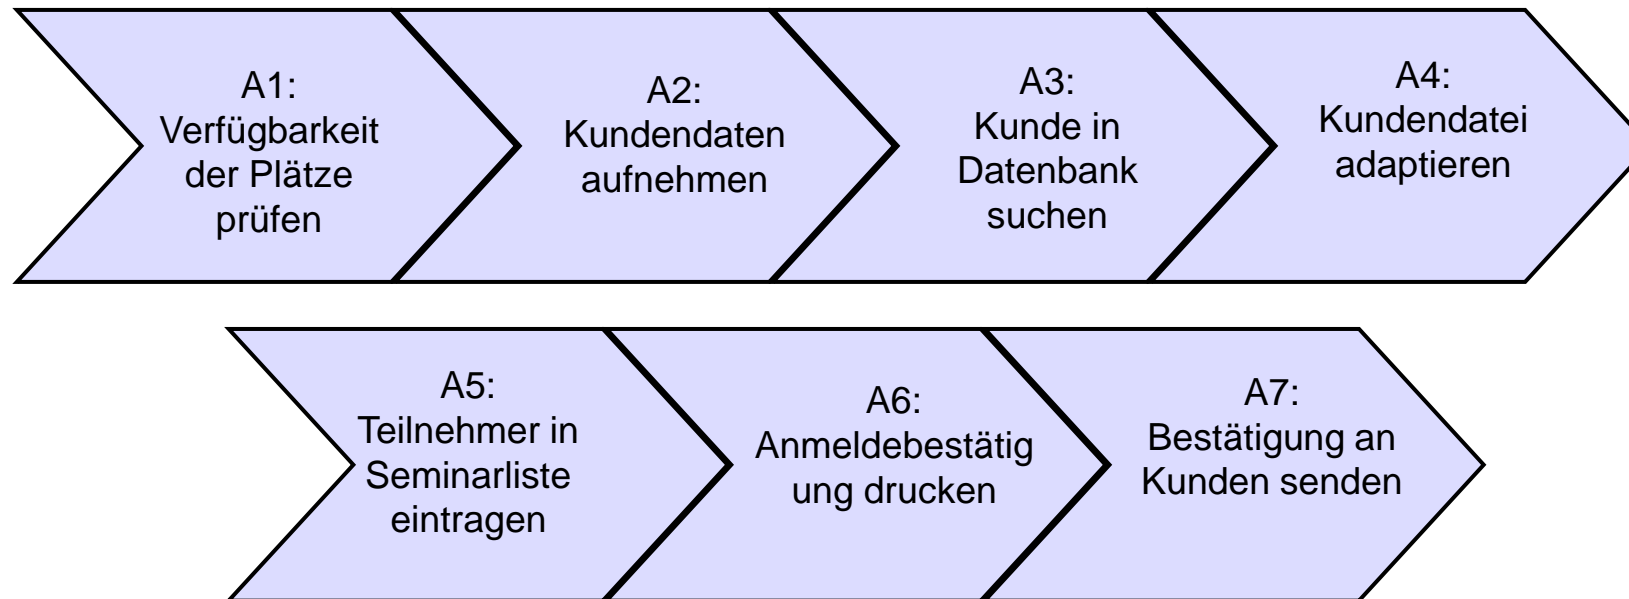 A1:
Verfügbarkeit
der Plätze
prüfen
A2:
Kundendaten
aufnehmen
A3:
Kunde in
Datenbank
suchen
A4:
Kundendatei
adaptieren
A5:
Teilnehmer in
Seminarliste
eintragen
A6:
Anmeldebestätig
ung drucken
A7:
Bestätigung an
Kunden senden